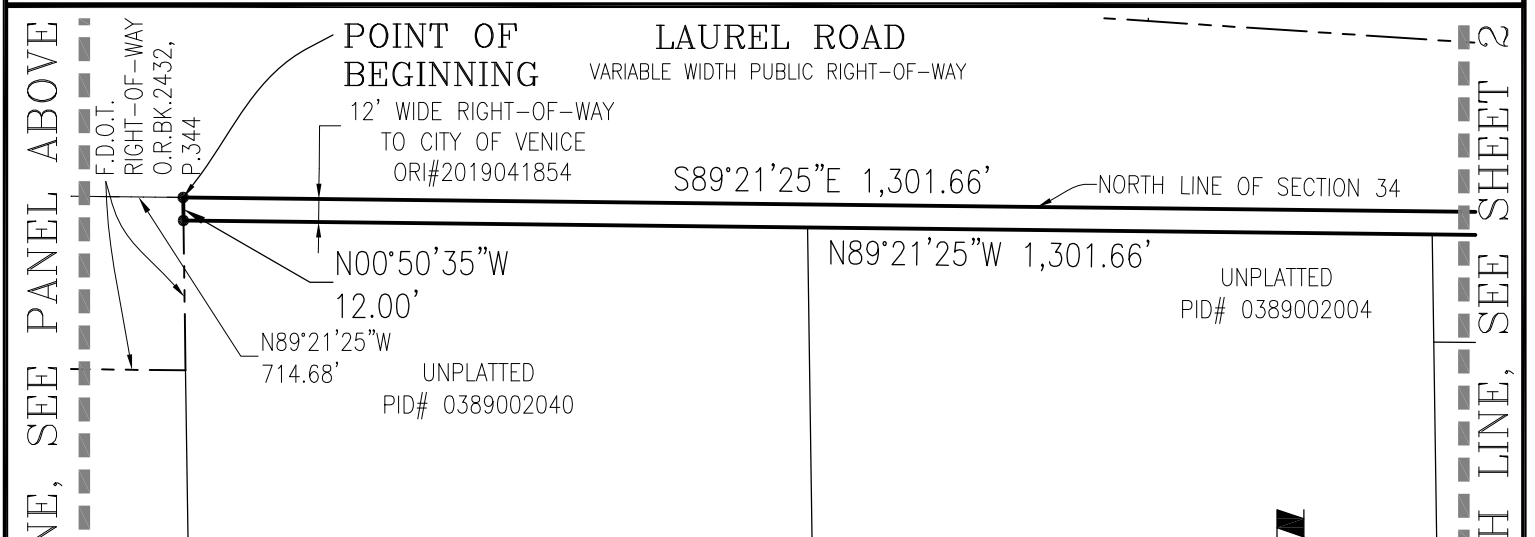 NE, SEE PANEL ABOVE
F.D.O.T.
RIGHT-OF-WAY
O.R.BK.2432,
P.344
POINT OF
BEGINNING
LAUREL ROAD
VARIABLE WIDTH PUBLIC RIGHT-OF-WAY
12' WIDE RIGHT-OF-WAY
TO CITY OF VENICE
ORI#2019041854
S89°21'25"E 1,301.66'
NORTH LINE OF SECTION 34
N00°50'35"W
12.00'
N89°21'25"W 1,301.66'
UNPLATTED
PID# 0389002004
N89°21'25"W
714.68'
UNPLATTED
PID# 0389002040
H LINE, SEE SHEET 2